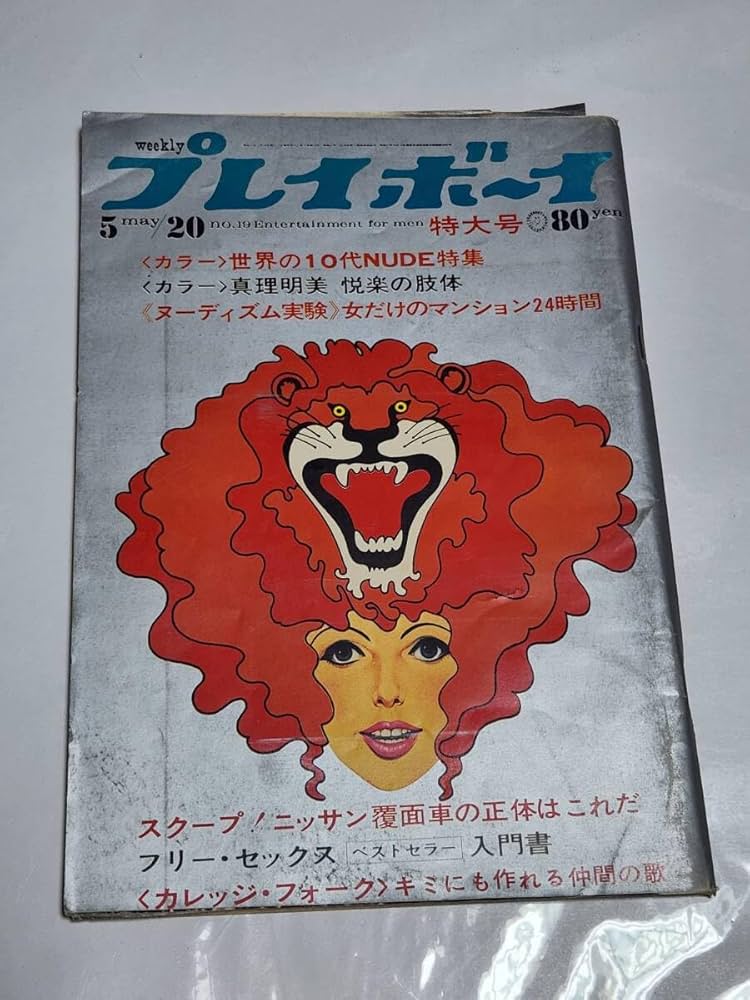 weekly
プレイボーイ
5 may/20 no.19 Entertainment for men 特大号 80 yen
〈カラー〉世界の10代NUDE特集
〈カラー〉真理明美 悦楽の肢体
《ヌーディズム実験》女だけのマンション24時間
スクープ!ニッサン覆面車の正体はこれだ
フリー・セックス ベストセラー 入門書
〈カレッジ・フォーク〉キミにも作れる仲間の歌